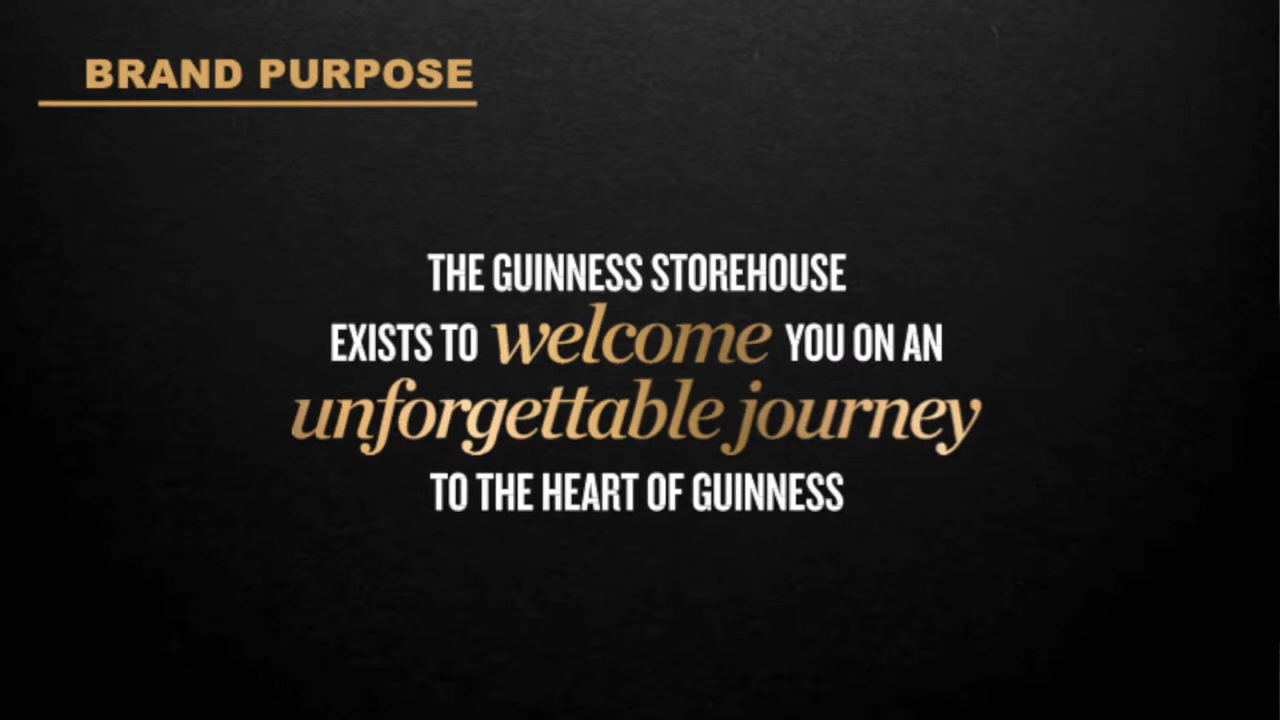 BRAND PURPOSE
THE GUINNESS STOREHOUSE
EXISTS TO welcome YOU ON AN
unforgettable journey
TO THE HEART OF GUINNESS